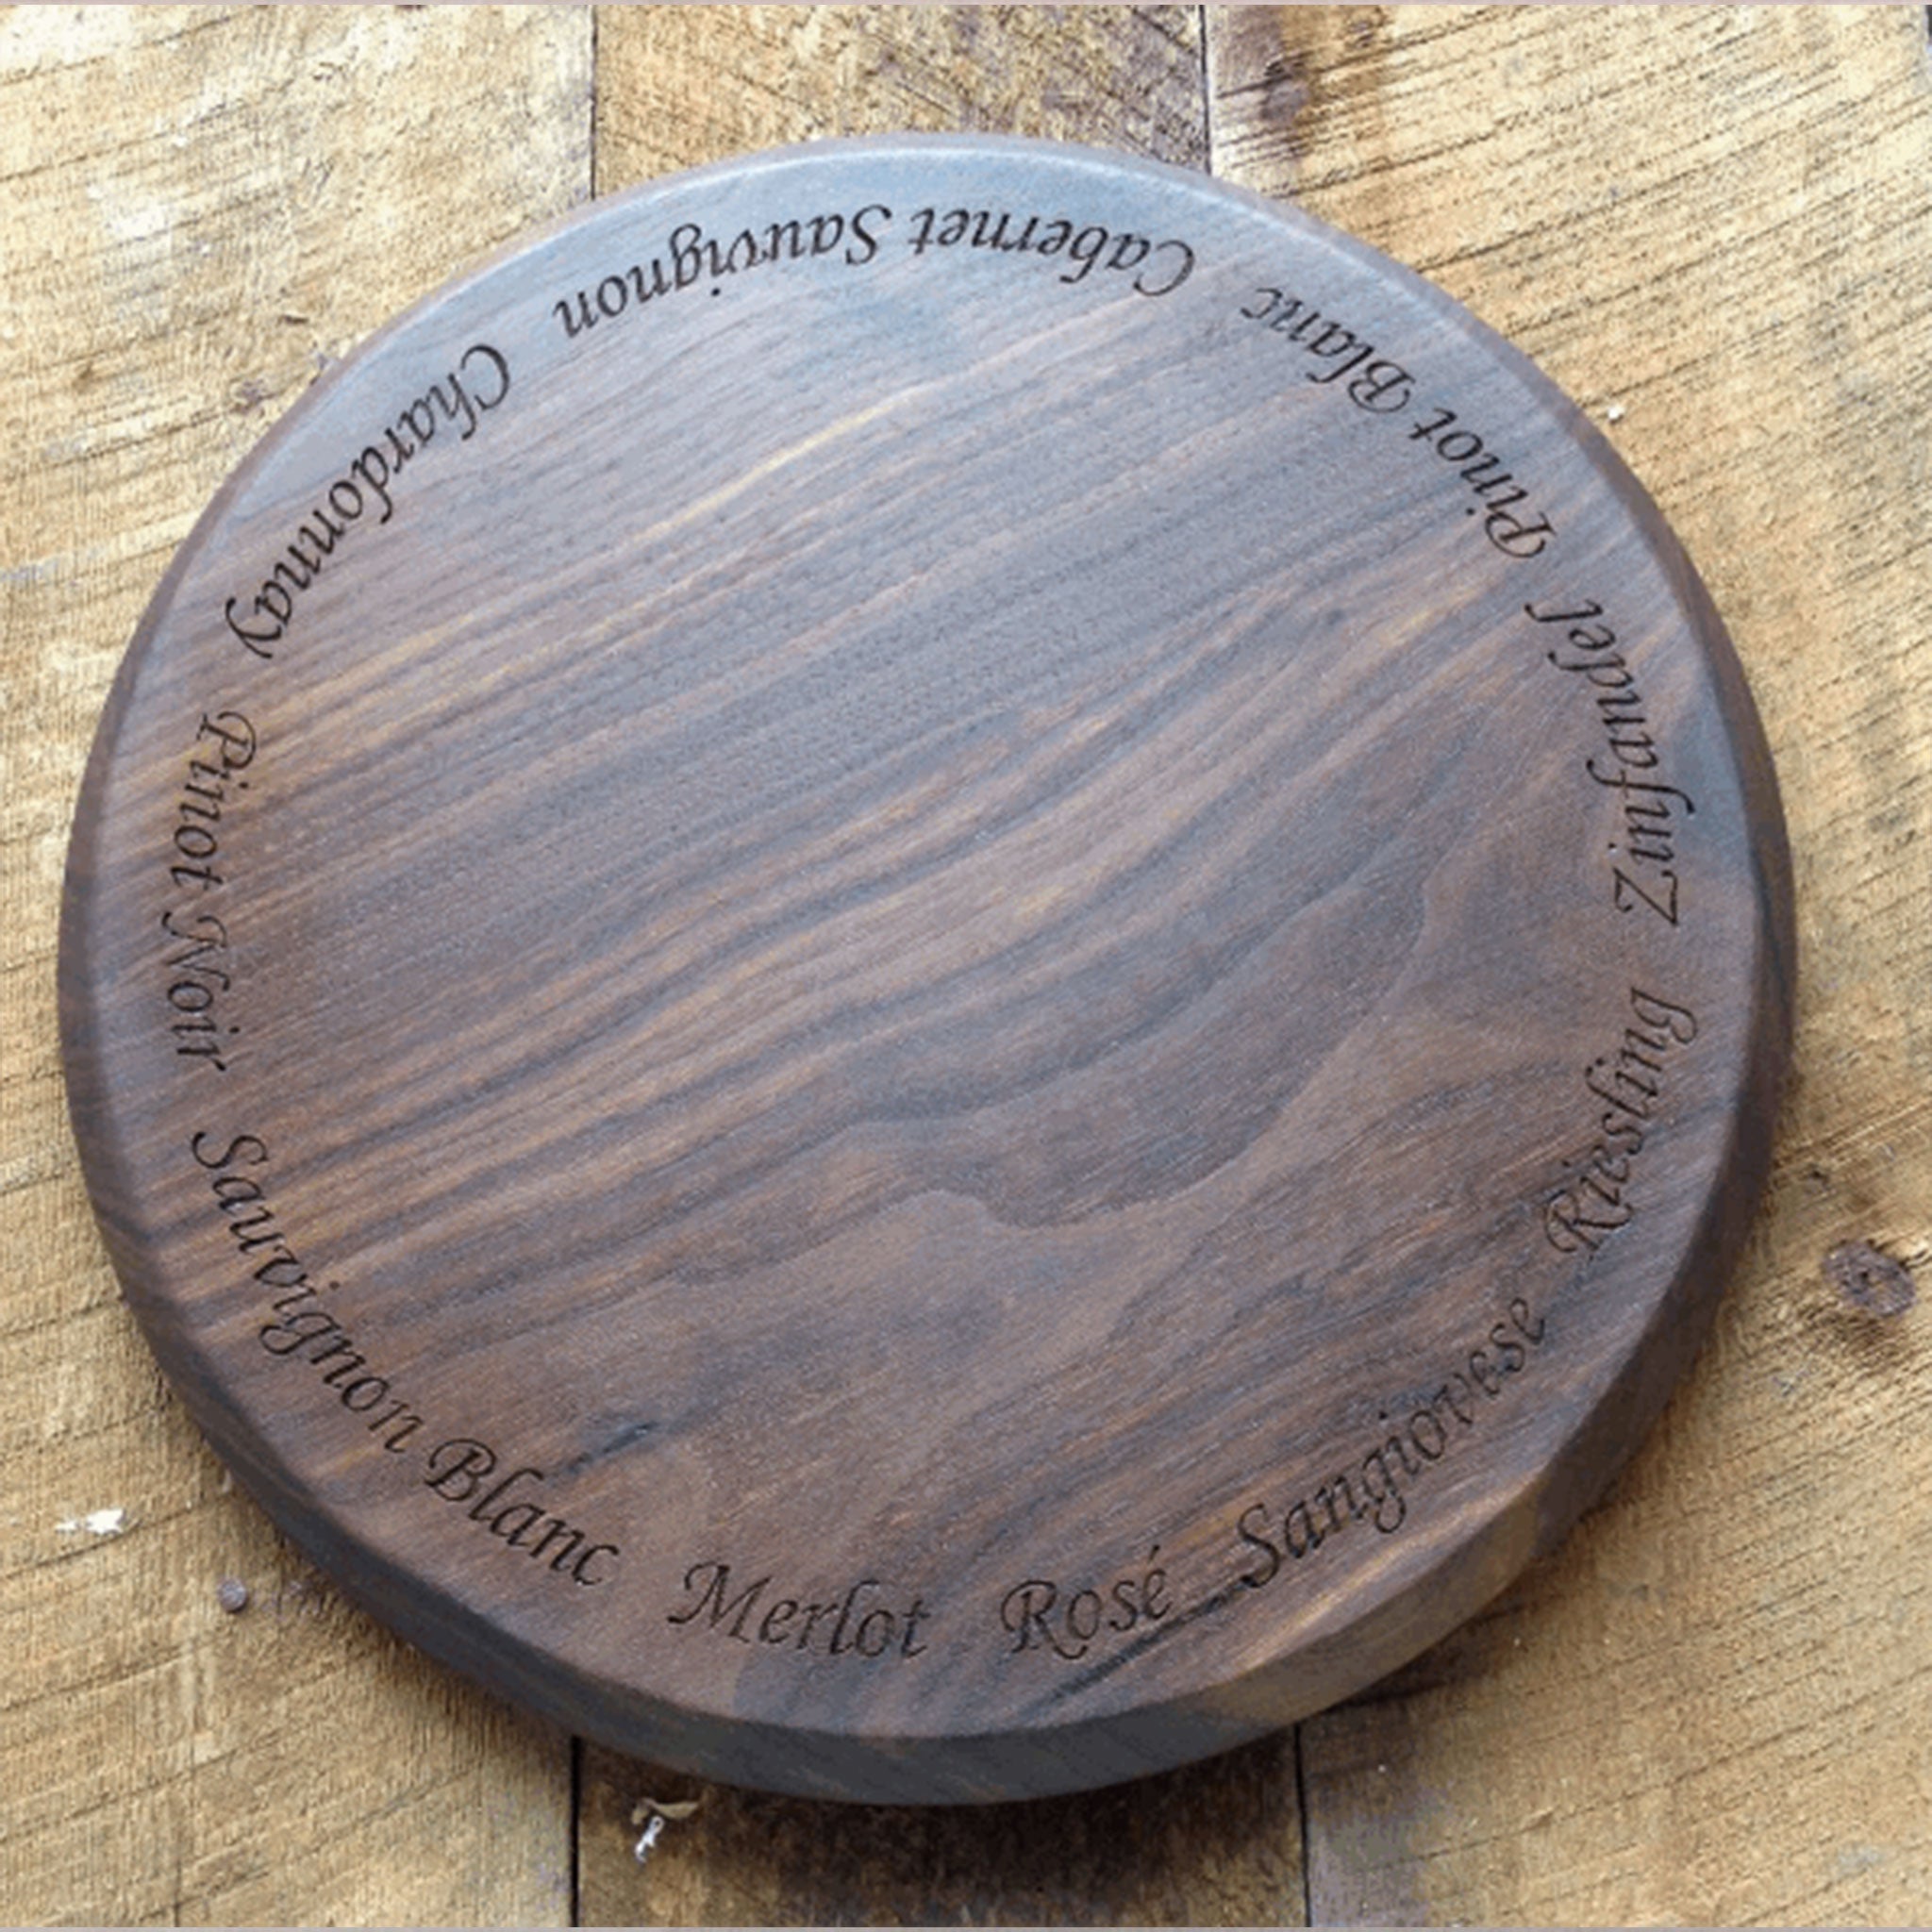 Cabernet Sauvignon
Chardonnay
Pinot Noir
Sauvignon Blanc
Merlot
Rosé
Sangiovese
Riesling
Zinfandel
Pinot Blanc